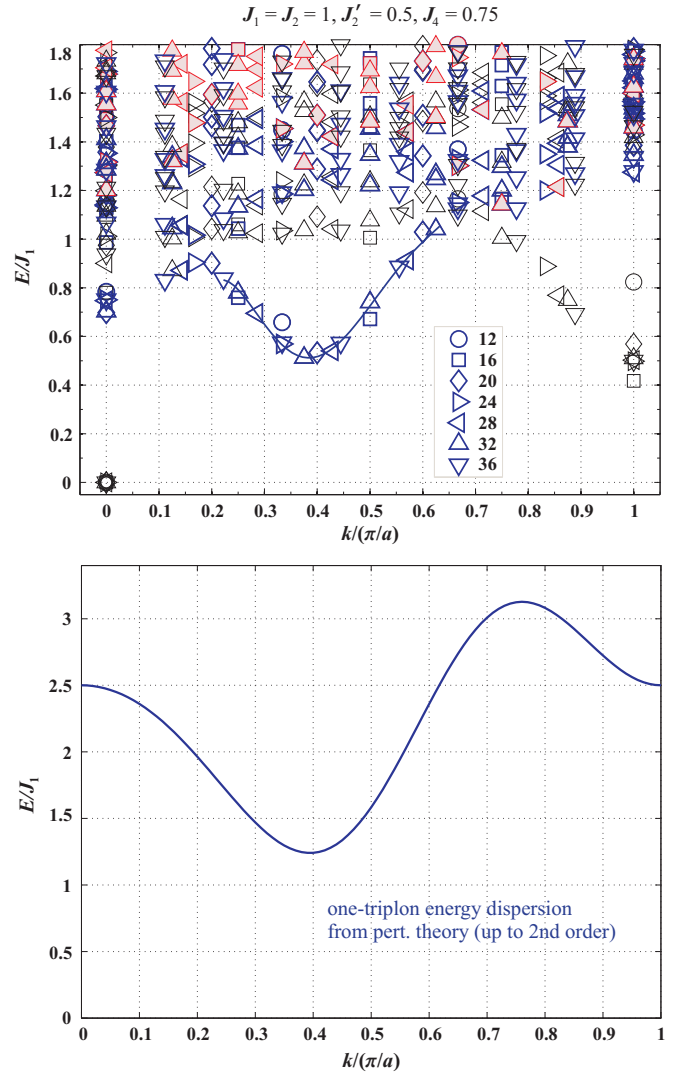 J₁ = J₂ = 1, J₂′ = 0.5, J₄ = 0.75
1.8
1.6
1.4
1.2
1
0.8
0.6
0.4
0.2
0
E/J₁
12
16
20
24
28
32
36
0 0.1 0.2 0.3 0.4 0.5 0.6 0.7 0.8 0.9 1
k/(π/a)
3
2.5
2
1.5
1
0.5
0
E/J₁
one-triplon energy dispersion
from pert. theory (up to 2nd order)
0 0.1 0.2 0.3 0.4 0.5 0.6 0.7 0.8 0.9 1
k/(π/a)